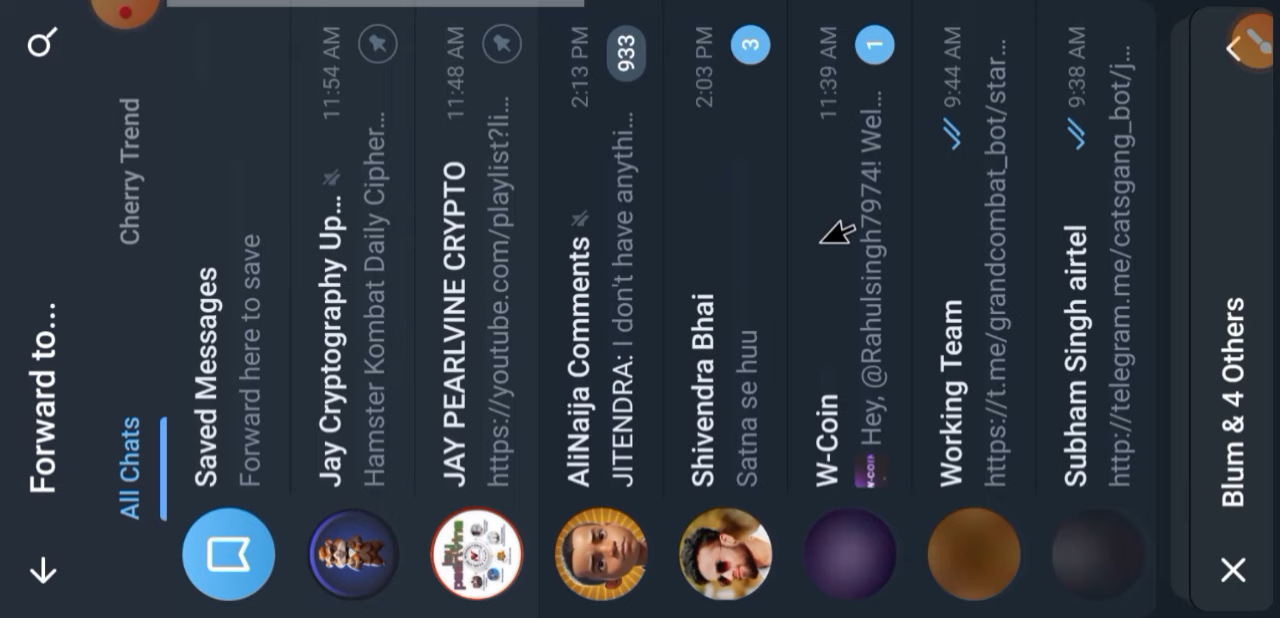 Forward to...
All Chats
Cherry Trend
Saved Messages
Forward here to save
Jay Cryptography Up...
11:54 AM
Hamster Kombat Daily Cipher...
JAY PEARLVINE CRYPTO
11:48 AM
https://youtube.com/playlist?li...
AliNaija Comments
2:13 PM
JITENDRA: I don't have anythi...
933
Shivendra Bhai
2:03 PM
Satna se huu
3
W-Coin
11:39 AM
Hey, @Rahulsingh7974! Wel...
1
Working Team
9:44 AM
https://t.me/grandcombat_bot/star...
Subham Singh airtel
9:38 AM
http://telegram.me/catsgang_bot/j...
Blum & 4 Others